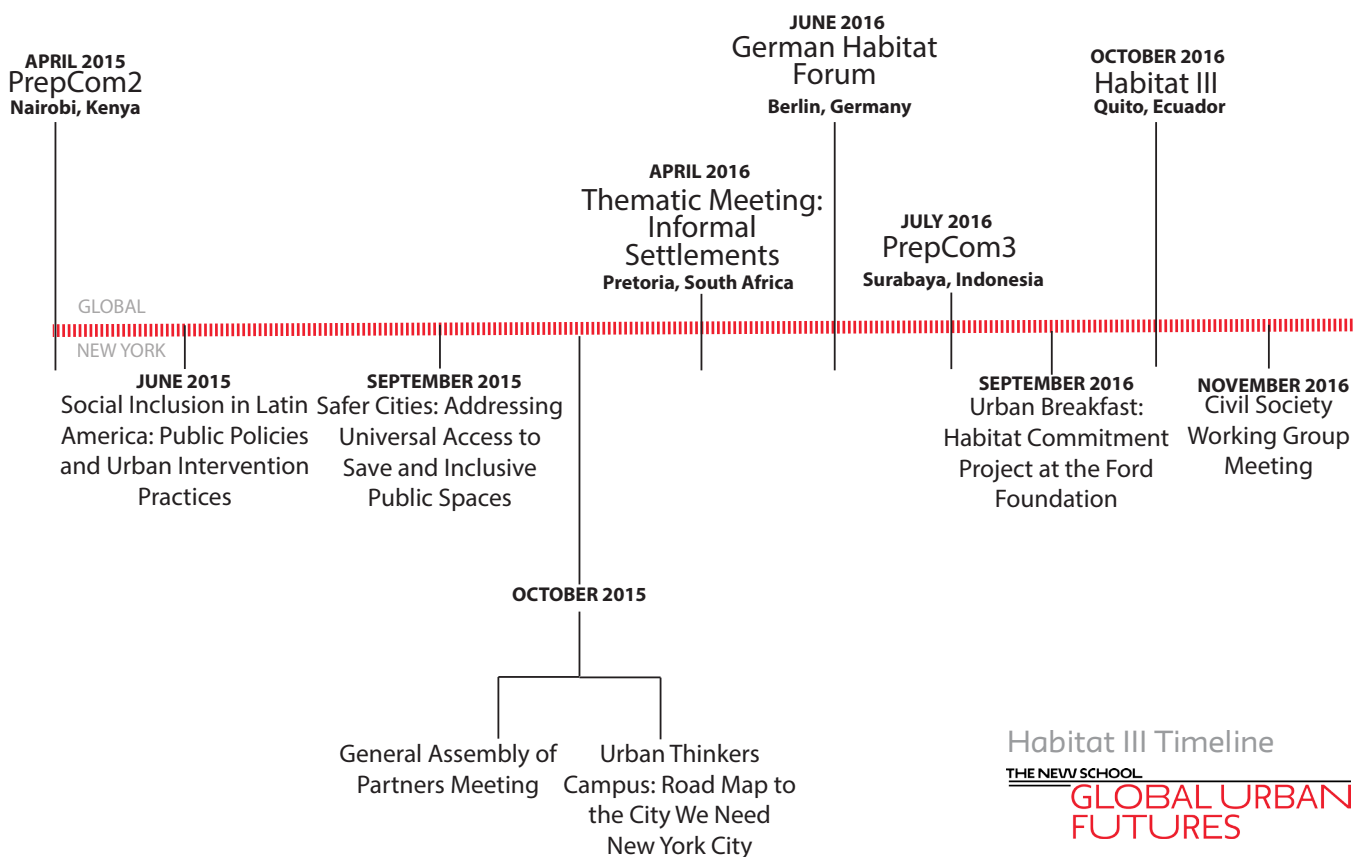 APRIL 2015
PrepCom2
Nairobi, Kenya
APRIL 2016
Thematic Meeting:
Informal
Settlements
Pretoria, South Africa
JUNE 2016
German Habitat
Forum
Berlin, Germany
JULY 2016
PrepCom3
Surabaya, Indonesia
OCTOBER 2016
Habitat III
Quito, Ecuador
GLOBAL
NEW YORK
JUNE 2015
Social Inclusion in Latin
America: Public Policies
and Urban Intervention
Practices
SEPTEMBER 2015
Safer Cities: Addressing
Universal Access to
Save and Inclusive
Public Spaces
OCTOBER 2015
General Assembly of
Partners Meeting
Urban Thinkers
Campus: Road Map to
the City We Need
New York City
SEPTEMBER 2016
Urban Breakfast:
Habitat Commitment
Project at the Ford
Foundation
NOVEMBER 2016
Civil Society
Working Group
Meeting
Habitat III Timeline
THE NEW SCHOOL
GLOBAL URBAN
FUTURES